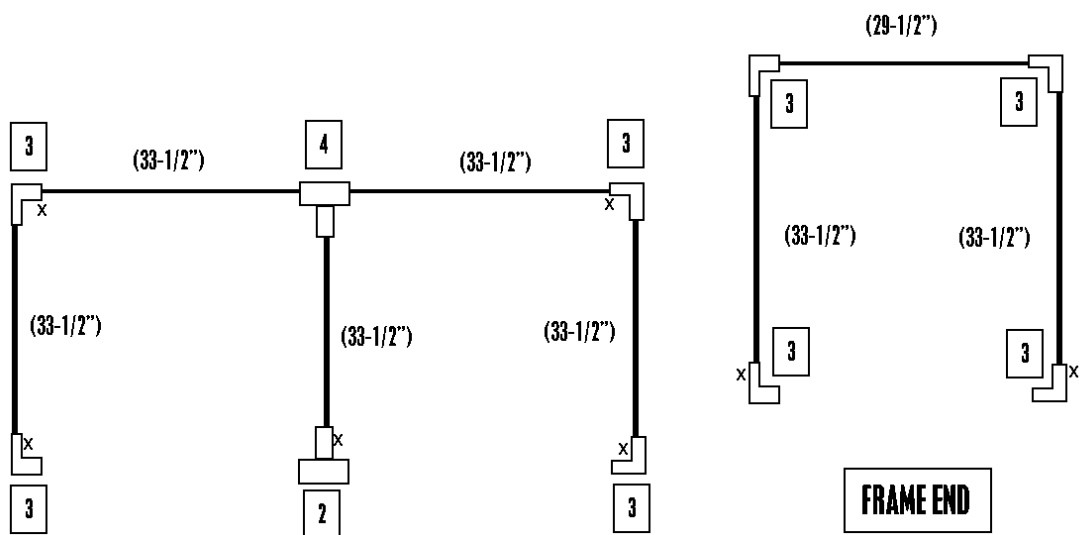 (29-1/2”)
3
3
3
4
3
(33-1/2”)
(33-1/2”)
x
x
(33-1/2”)
(33-1/2”)
(33-1/2”)
(33-1/2”)
(33-1/2”)
3
3
x
x
x
x
x
3
2
3
FRAME END